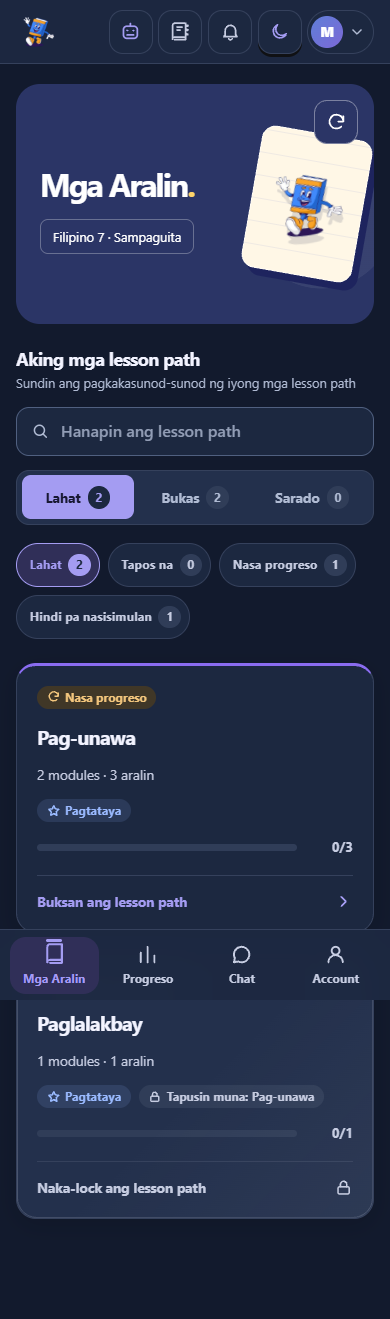 M
Mga Aralin.
Filipino 7 · Sampaguita
Aking mga lesson path
Sundin ang pagkakasunod-sunod ng iyong mga lesson path
Hanapin ang lesson path
Lahat 2
Bukas 2
Sarado 0
Lahat 2
Tapos na 0
Nasa progreso 1
Hindi pa nasisimulan 1
Nasa progreso
Pag-unawa
2 modules · 3 aralin
Pagtataya
0/3
Buksan ang lesson path
Mga Aralin
Progreso
Chat
Account
Paglalakbay
1 modules · 1 aralin
Pagtataya
Tapusin muna: Pag-unawa
0/1
Naka-lock ang lesson path